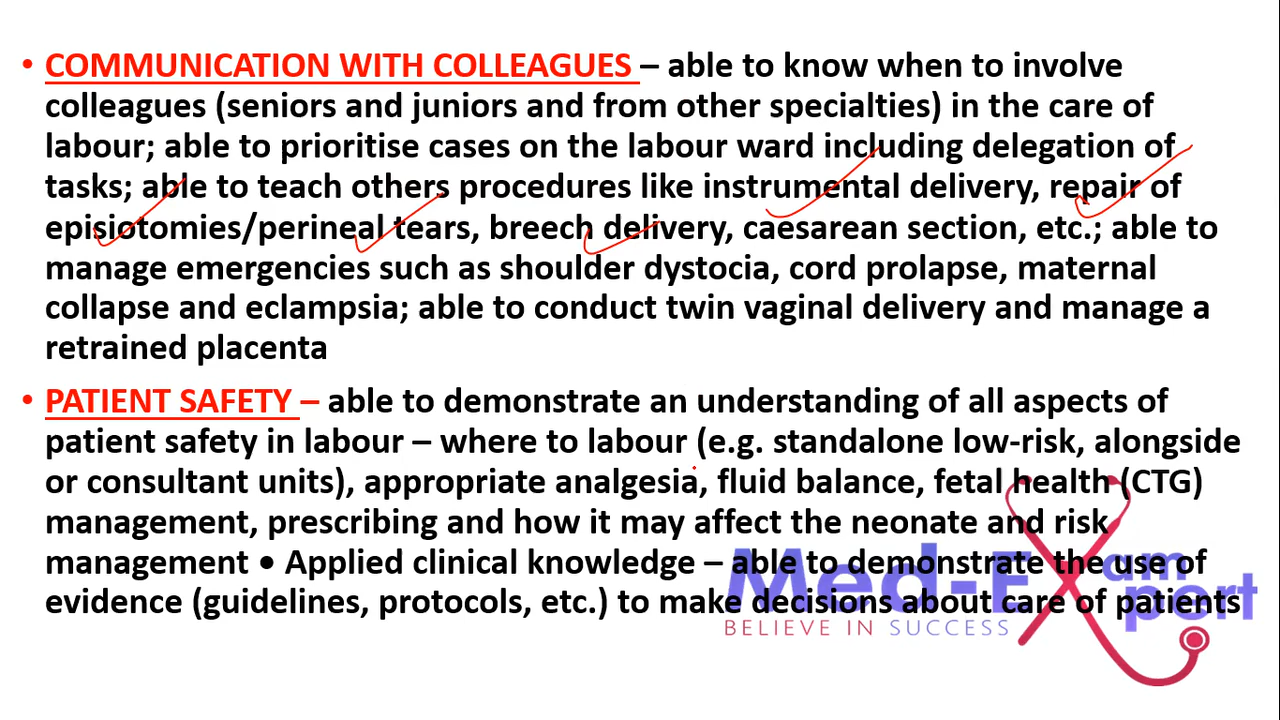 • COMMUNICATION WITH COLLEAGUES – able to know when to involve
colleagues (seniors and juniors and from other specialties) in the care of
labour; able to prioritise cases on the labour ward including delegation of
tasks; able to teach others procedures like instrumental delivery, repair of
episiotomies/perineal tears, breech delivery, caesarean section, etc.; able to
manage emergencies such as shoulder dystocia, cord prolapse, maternal
collapse and eclampsia; able to conduct twin vaginal delivery and manage a
retrained placenta
• PATIENT SAFETY – able to demonstrate an understanding of all aspects of
patient safety in labour – where to labour (e.g. standalone low-risk, alongside
or consultant units), appropriate analgesia, fluid balance, fetal health (CTG)
management, prescribing and how it may affect the neonate and risk
management • Applied clinical knowledge – able to demonstrate the use of
evidence (guidelines, protocols, etc.) to make decisions about care of patients
Med-Exam
Expert
BELIEVE IN SUCCESS